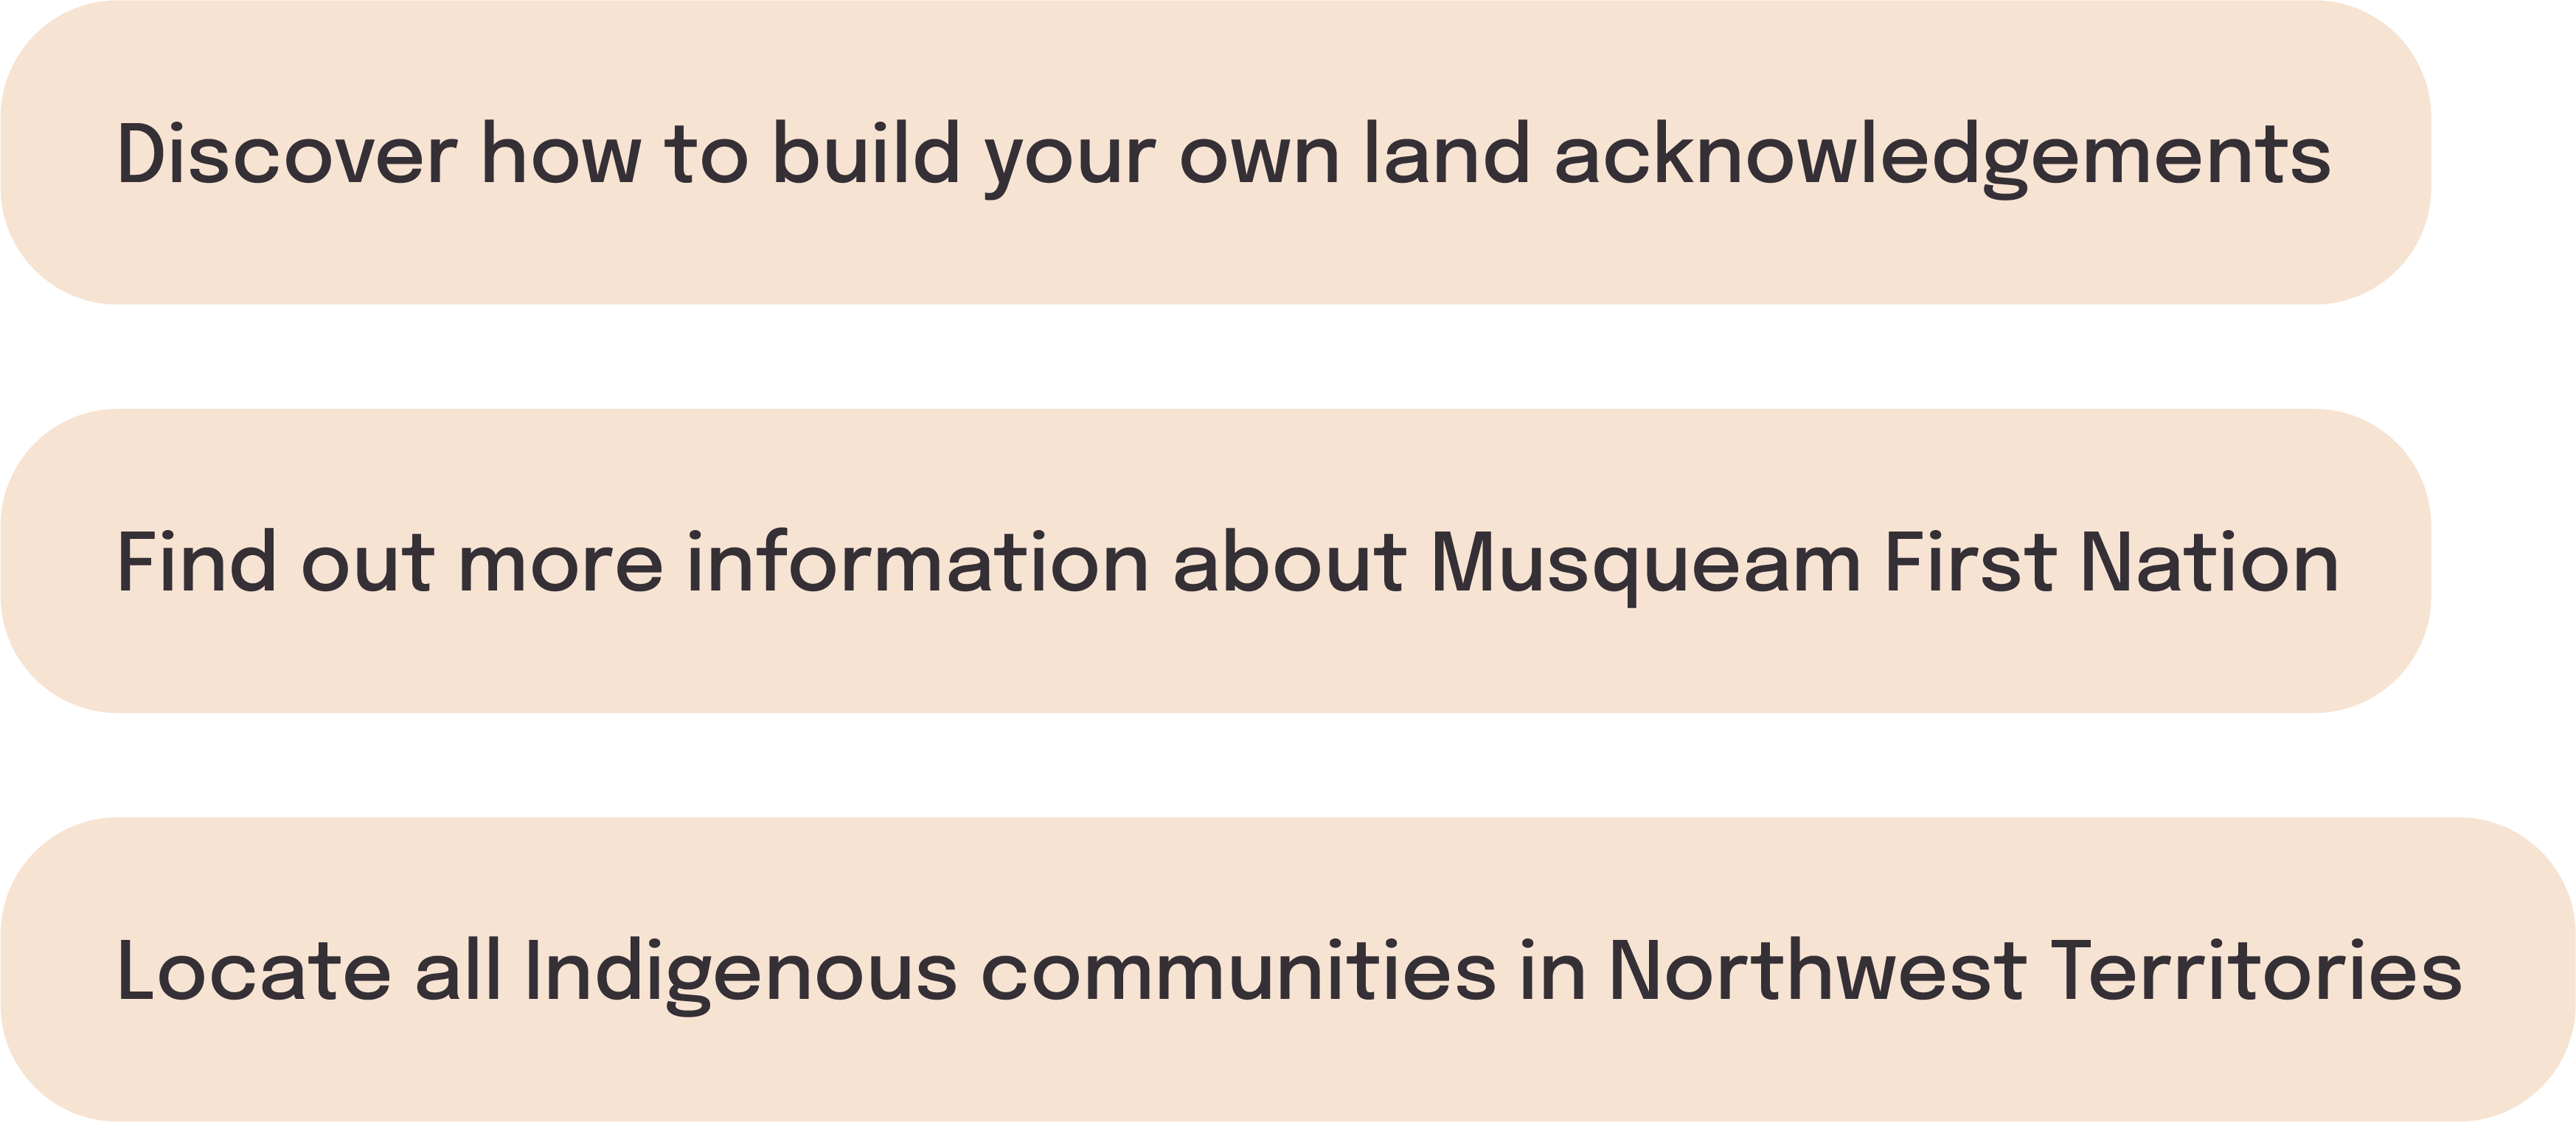 Discover how to build your own land acknowledgements
Find out more information about Musqueam First Nation
Locate all Indigenous communities in Northwest Territories